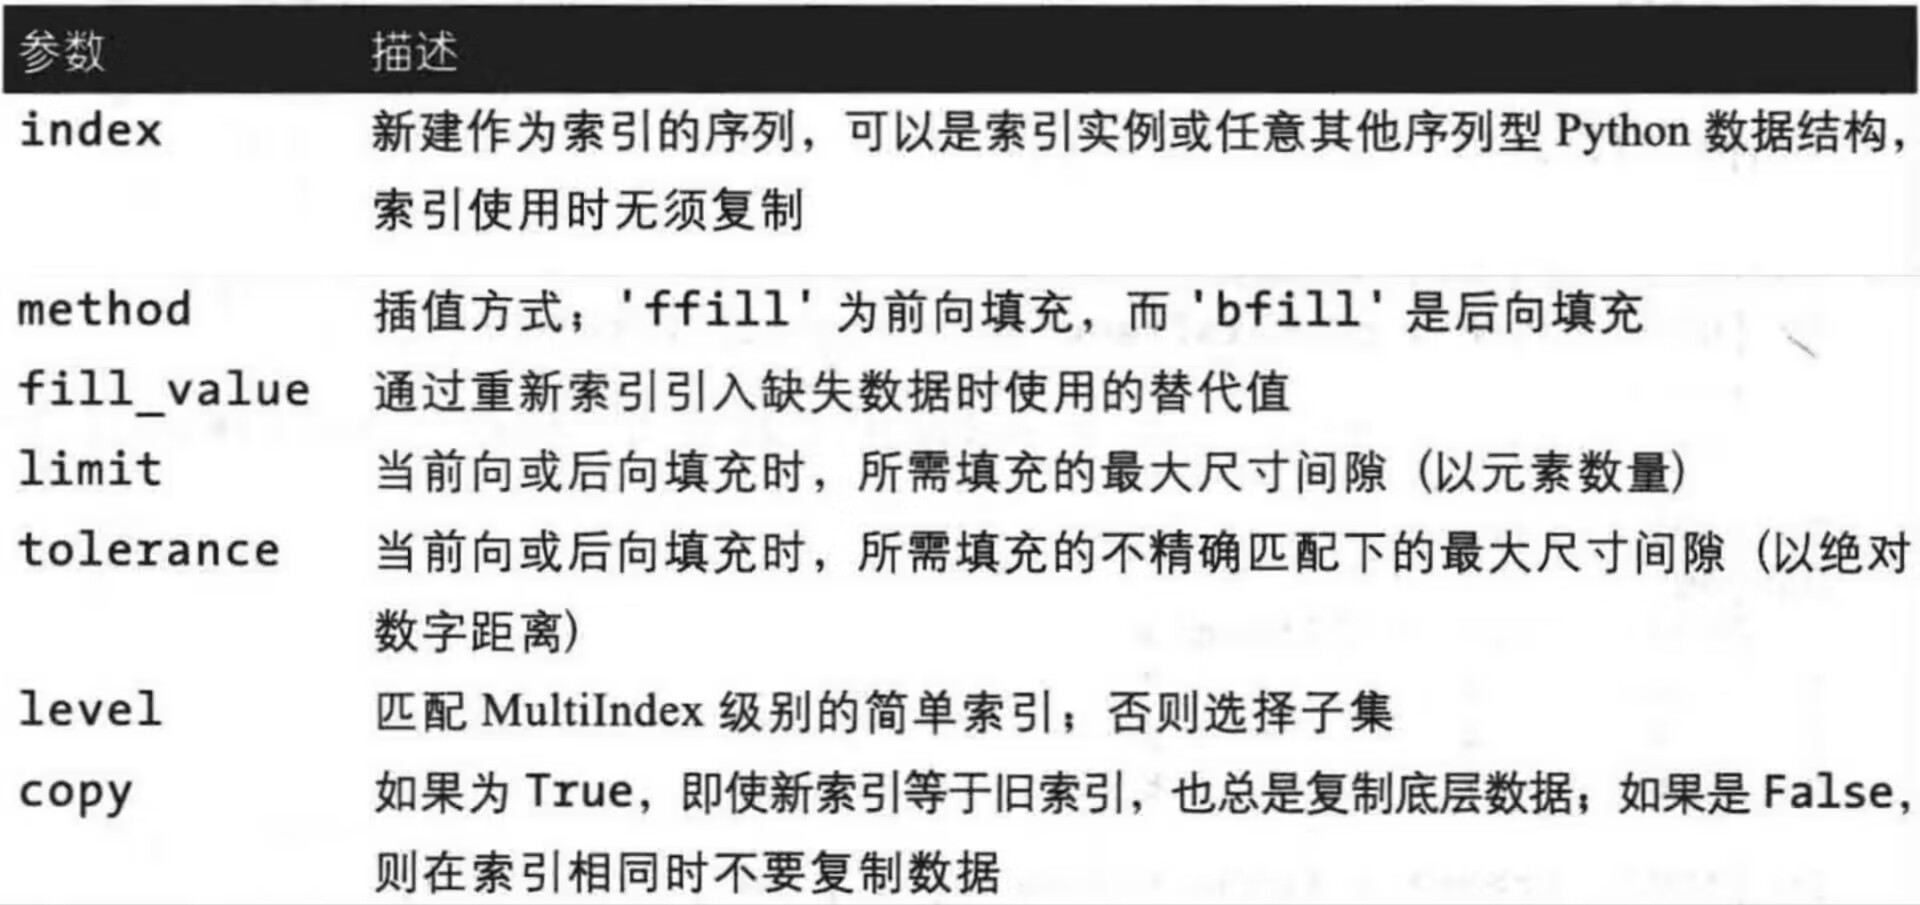 参数 描述
index 新建作为索引的序列，可以是索引实例或任意其他序列型 Python 数据结构，
索引使用时无须复制
method 插值方式；'ffill' 为前向填充，而 'bfill' 是后向填充
fill_value 通过重新索引引入缺失数据时使用的替代值
limit 当前向或后向填充时，所需填充的最大尺寸间隙（以元素数量）
tolerance 当前向或后向填充时，所需填充的不精确匹配下的最大尺寸间隙（以绝对
数字距离）
level 匹配 MultiIndex 级别的简单索引；否则选择子集
copy 如果为 True，即使新索引等于旧索引，也总是复制底层数据；如果是 False，
则在索引相同时不要复制数据